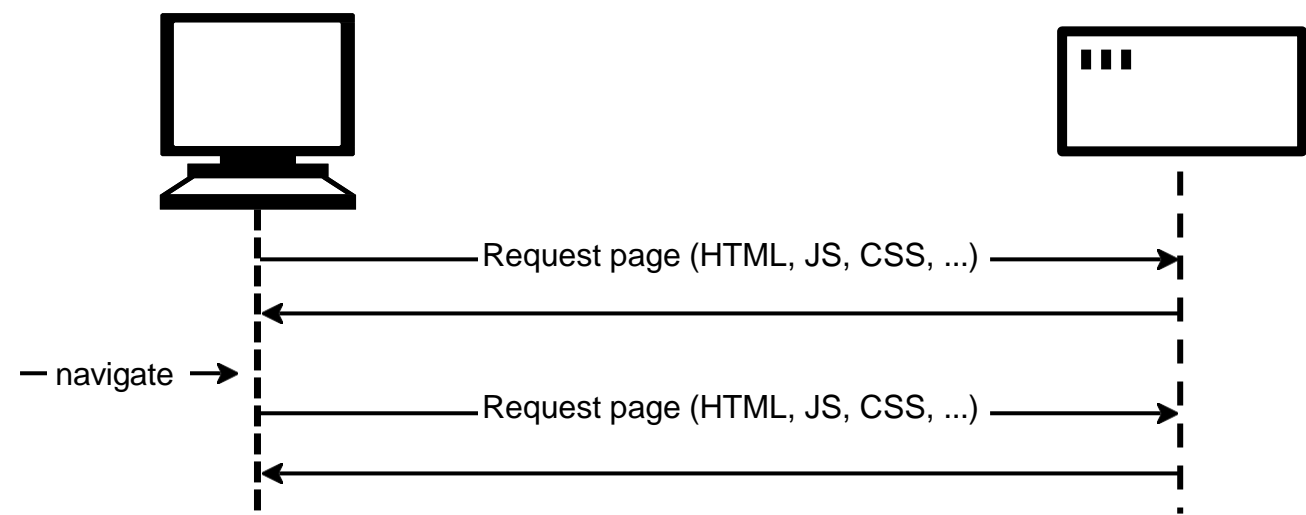 Request page (HTML, JS, CSS, ...)
navigate
Request page (HTML, JS, CSS, ...)